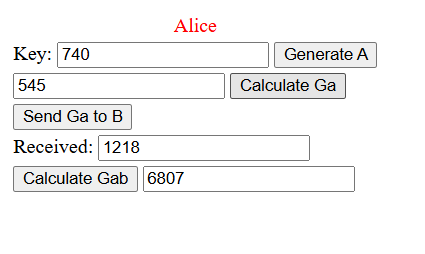 Alice
Key: 740 Generate A
545 Calculate Ga
Send Ga to B
Received: 1218
Calculate Gab 6807